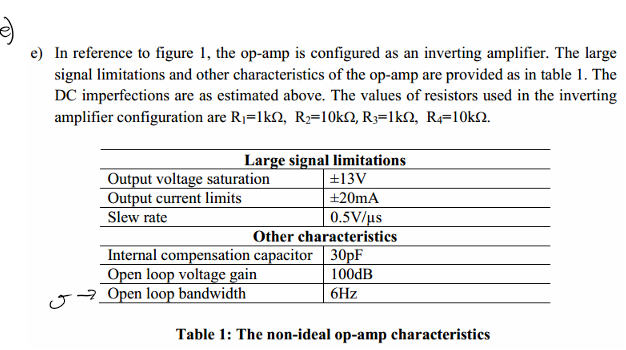 e)
e) In reference to figure 1, the op-amp is configured as an inverting amplifier. The large
signal limitations and other characteristics of the op-amp are provided as in table 1. The
DC imperfections are as estimated above. The values of resistors used in the inverting
amplifier configuration are R₁=1kΩ, R₂=10kΩ, R₃=1kΩ, R₄=10kΩ.
Large signal limitations
Output voltage saturation ±13V
Output current limits ±20mA
Slew rate 0.5V/µs
Other characteristics
Internal compensation capacitor 30pF
Open loop voltage gain 100dB
Open loop bandwidth 6Hz
Table 1: The non-ideal op-amp characteristics